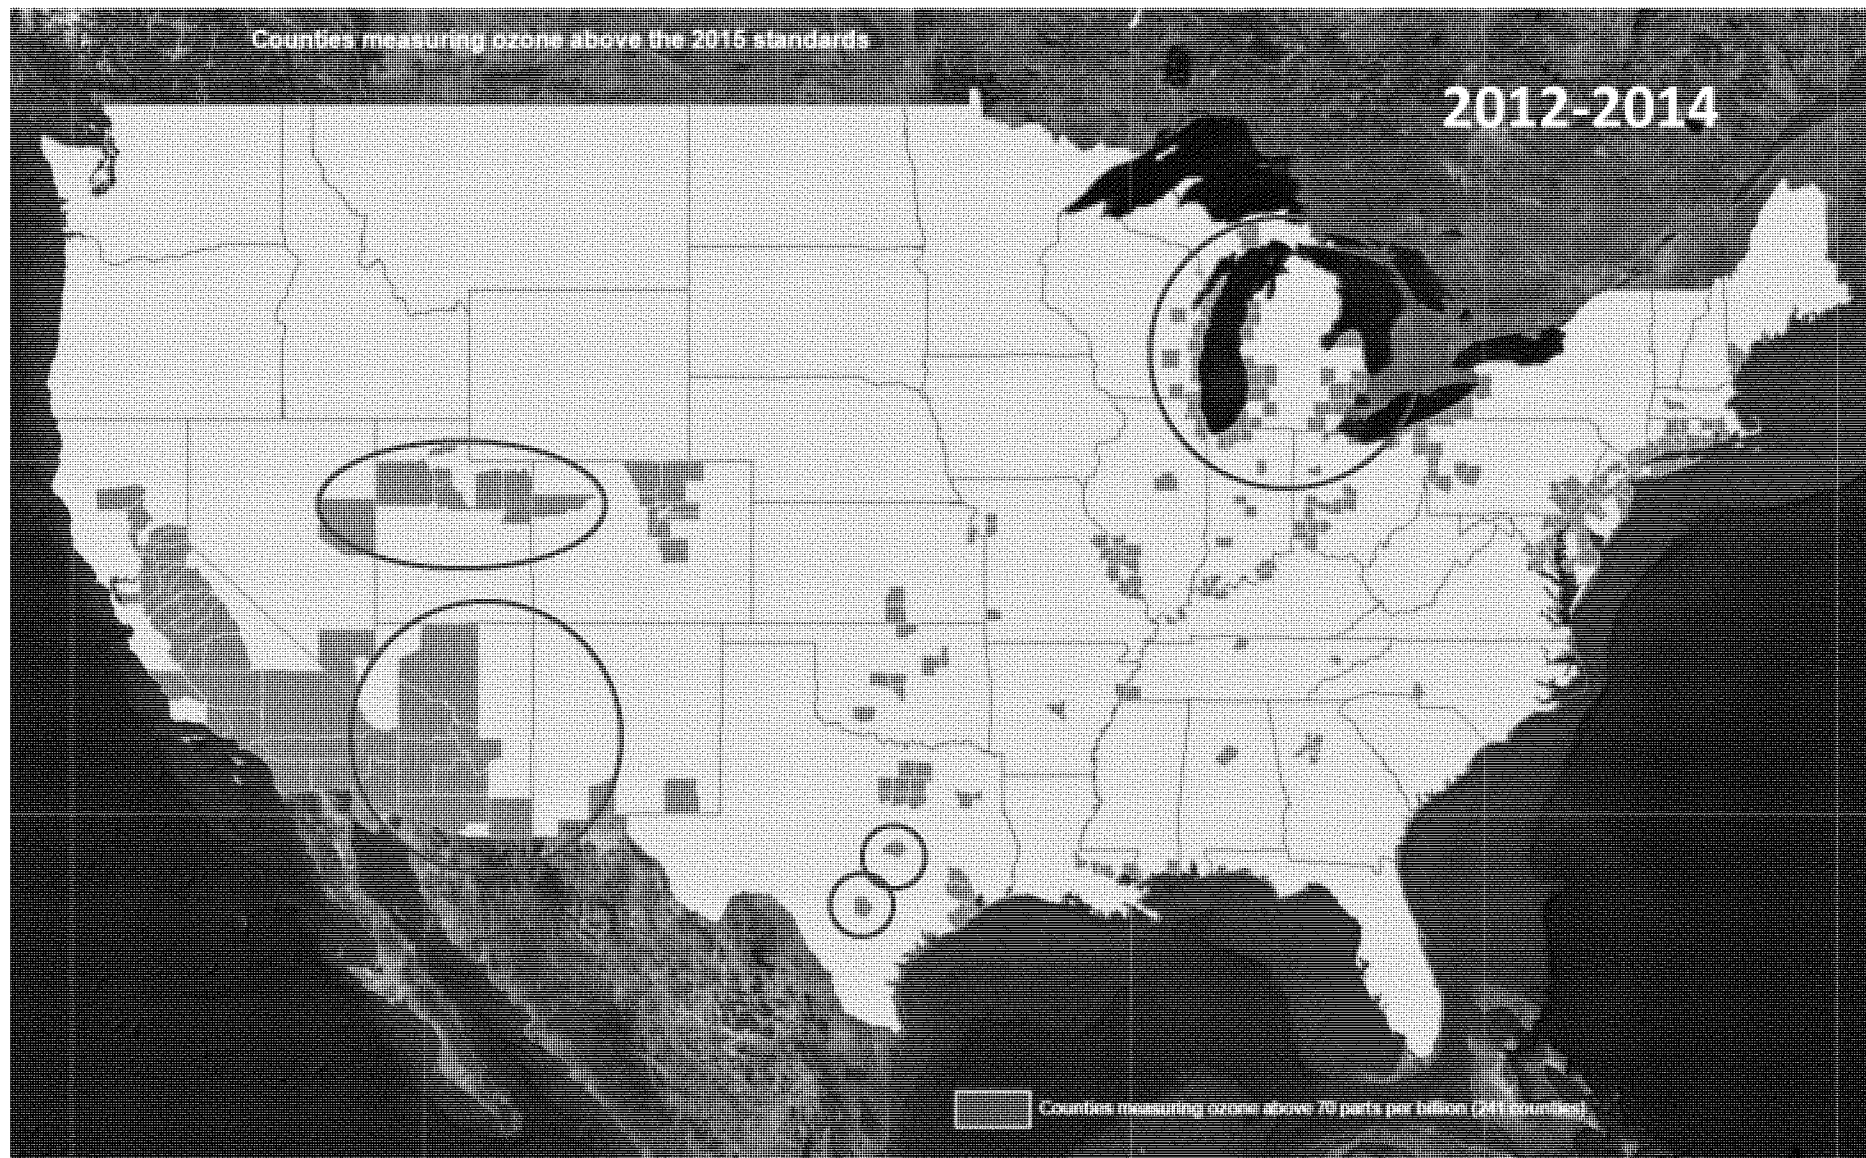 Counties measuring ozone above the 2015 standards
2012-2014
Counties measuring ozone above 70 parts per billion (241 counties)